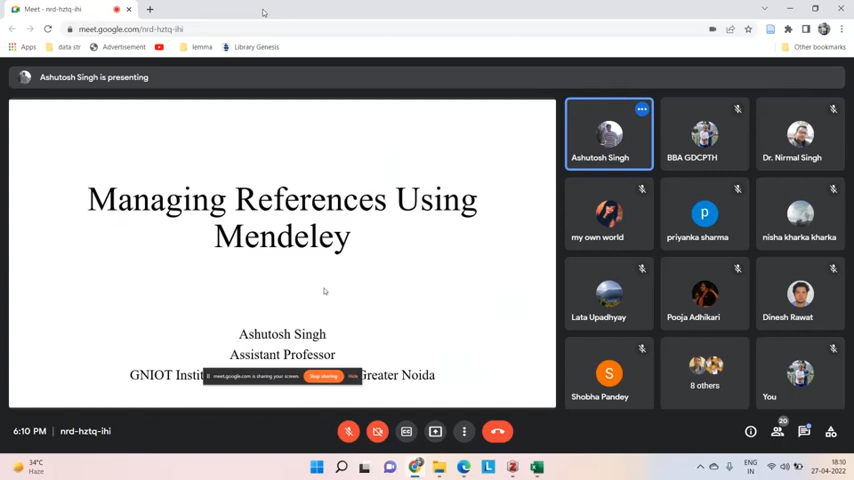 Meet - nrd-hztq-ihi
meet.google.com/nrd-hztq-ihi
Apps
data str
Advertisement
lemma
Library Genesis
Other bookmarks
Ashutosh Singh is presenting
Managing References Using
Mendeley
Ashutosh Singh
Assistant Professor
GNIOT Instit
Greater Noida
meet.google.com is sharing your screen.
Stop sharing
Hide
Ashutosh Singh
BBA GDCPTH
Dr. Nirmal Singh
my own world
p
priyanka sharma
nisha kharka kharka
Lata Upadhyay
Pooja Adhikari
Dinesh Rawat
S
Shobha Pandey
8 others
You
6:10 PM
nrd-hztq-ihi
20
34°C
Haze
L
ENG
IN
18:10
27-04-2022